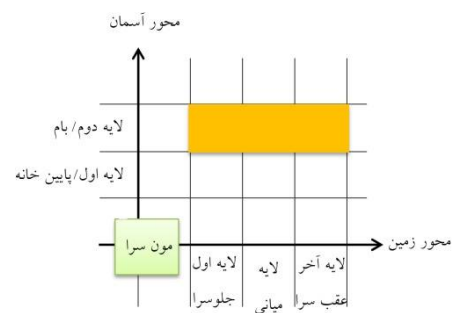 محور آسمان
لایه دوم/ بام
لایه اول/پایین خانه
محور زمین
مون سرا
لایه اول
جلوسرا
لایه
میانی
لایه آخر
عقب سرا